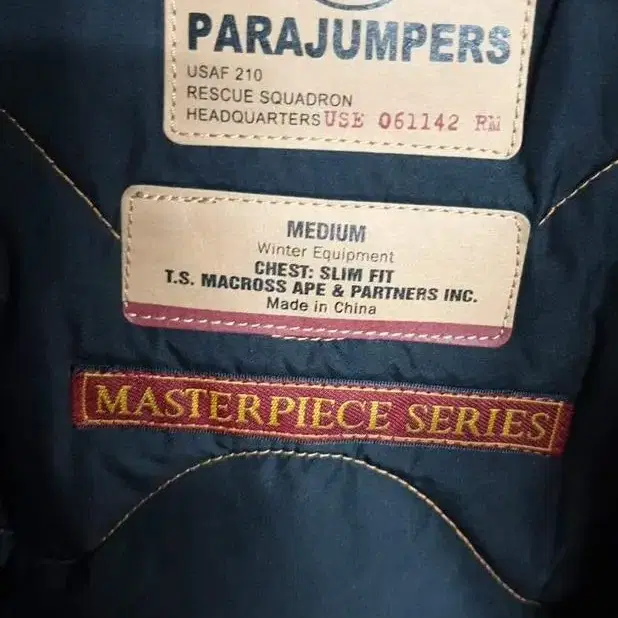 PARAJUMPERS
USAF 210
RESCUE SQUADRON
HEADQUARTERS USE 061142 RM
MEDIUM
Winter Equipment
CHEST: SLIM FIT
T.S. MACROSS APE & PARTNERS INC.
Made in China
MASTERPIECE SERIES